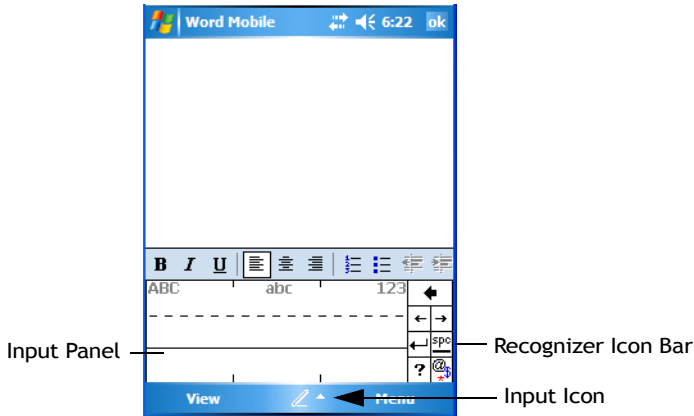 Word Mobile 6:22 ok
B I U
ABC abc 123
Input Panel
spc
Recognizer Icon Bar
? @*$
View Menu
Input Icon